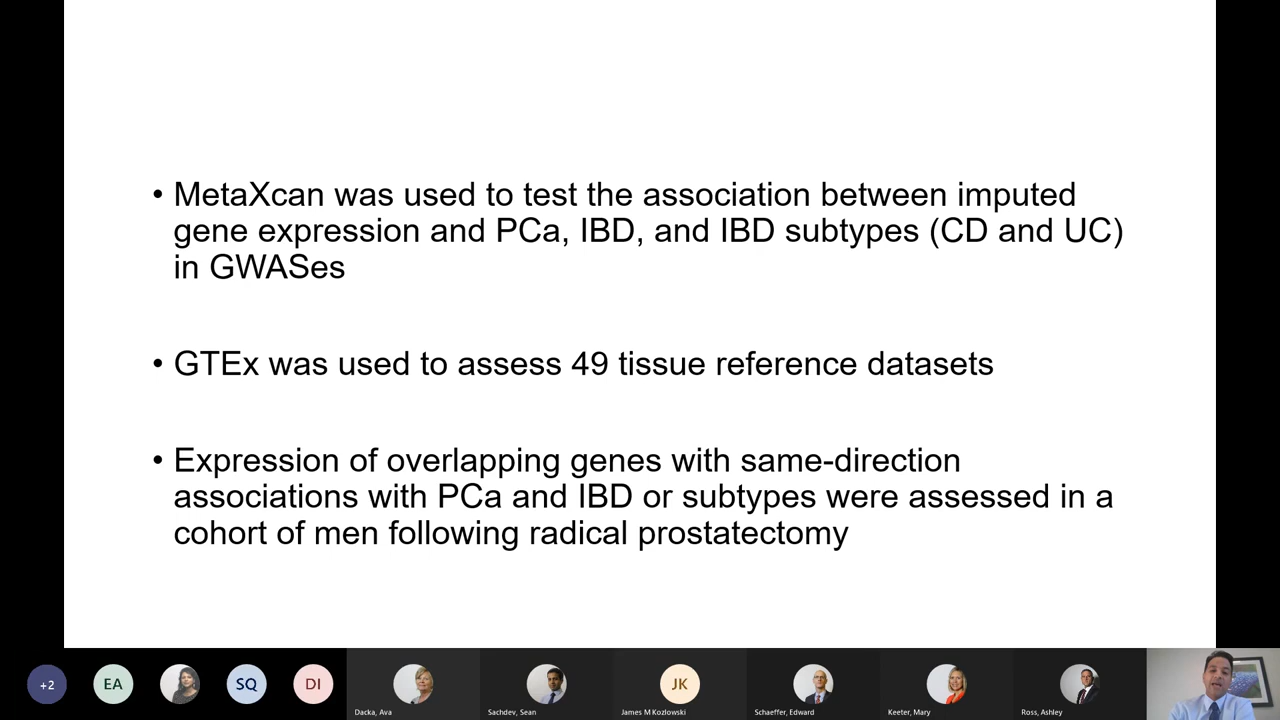 • MetaXcan was used to test the association between imputed
gene expression and PCa, IBD, and IBD subtypes (CD and UC)
in GWASes
• GTEx was used to assess 49 tissue reference datasets
• Expression of overlapping genes with same-direction
associations with PCa and IBD or subtypes were assessed in a
cohort of men following radical prostatectomy
+2
EA
SQ
DI
JK
Dacka, Ava
Sachdev, Sean
James M Kozlowski
Schaeffer, Edward
Keeter, Mary
Ross, Ashley